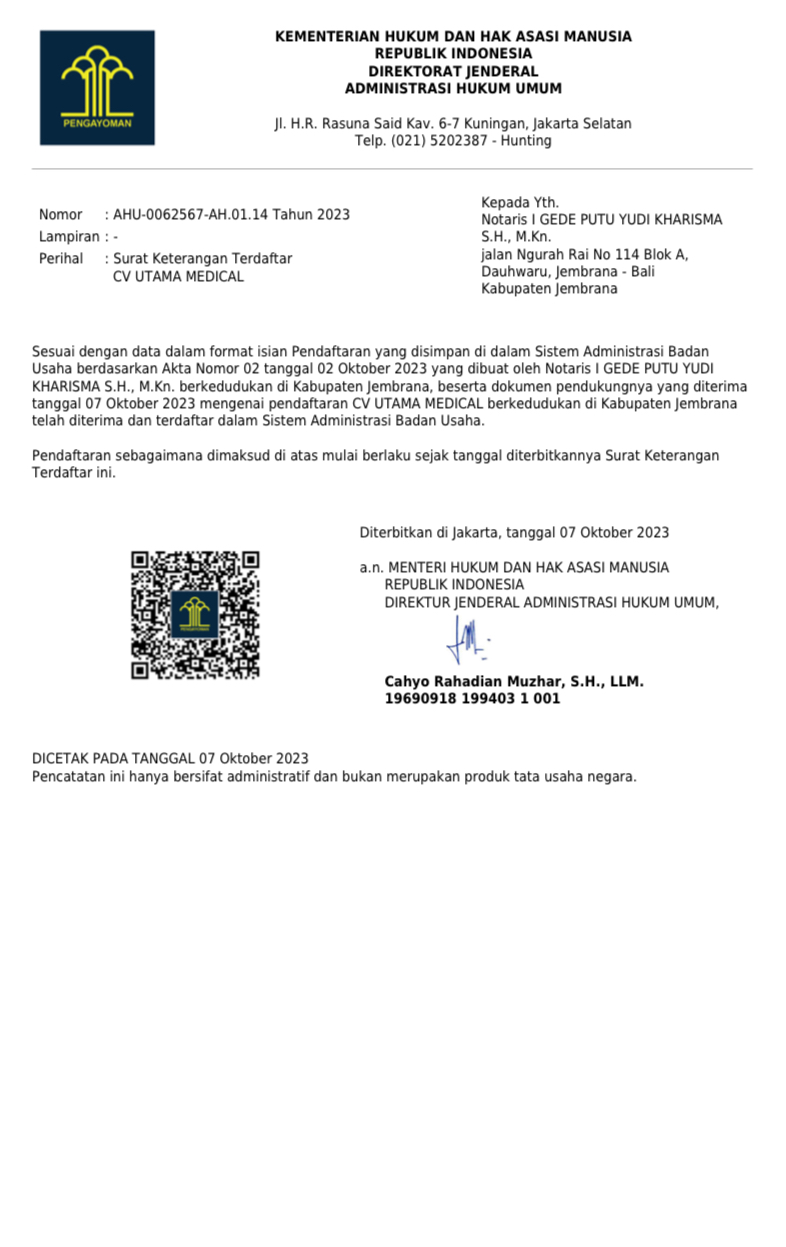 PENGAYOMAN
KEMENTERIAN HUKUM DAN HAK ASASI MANUSIA
REPUBLIK INDONESIA
DIREKTORAT JENDERAL
ADMINISTRASI HUKUM UMUM
Jl. H.R. Rasuna Said Kav. 6-7 Kuningan, Jakarta Selatan
Telp. (021) 5202387 - Hunting
Nomor : AHU-0062567-AH.01.14 Tahun 2023
Lampiran : -
Perihal : Surat Keterangan Terdaftar
CV UTAMA MEDICAL
Kepada Yth.
Notaris I GEDE PUTU YUDI KHARISMA
S.H., M.Kn.
jalan Ngurah Rai No 114 Blok A,
Dauhwaru, Jembrana - Bali
Kabupaten Jembrana
Sesuai dengan data dalam format isian Pendaftaran yang disimpan di dalam Sistem Administrasi Badan
Usaha berdasarkan Akta Nomor 02 tanggal 02 Oktober 2023 yang dibuat oleh Notaris I GEDE PUTU YUDI
KHARISMA S.H., M.Kn. berkedudukan di Kabupaten Jembrana, beserta dokumen pendukungnya yang diterima
tanggal 07 Oktober 2023 mengenai pendaftaran CV UTAMA MEDICAL berkedudukan di Kabupaten Jembrana
telah diterima dan terdaftar dalam Sistem Administrasi Badan Usaha.
Pendaftaran sebagaimana dimaksud di atas mulai berlaku sejak tanggal diterbitkannya Surat Keterangan
Terdaftar ini.
Diterbitkan di Jakarta, tanggal 07 Oktober 2023
a.n. MENTERI HUKUM DAN HAK ASASI MANUSIA
REPUBLIK INDONESIA
DIREKTUR JENDERAL ADMINISTRASI HUKUM UMUM,
PENGAYOMAN
Cahyo Rahadian Muzhar, S.H., LLM.
19690918 199403 1 001
DICETAK PADA TANGGAL 07 Oktober 2023
Pencatatan ini hanya bersifat administratif dan bukan merupakan produk tata usaha negara.